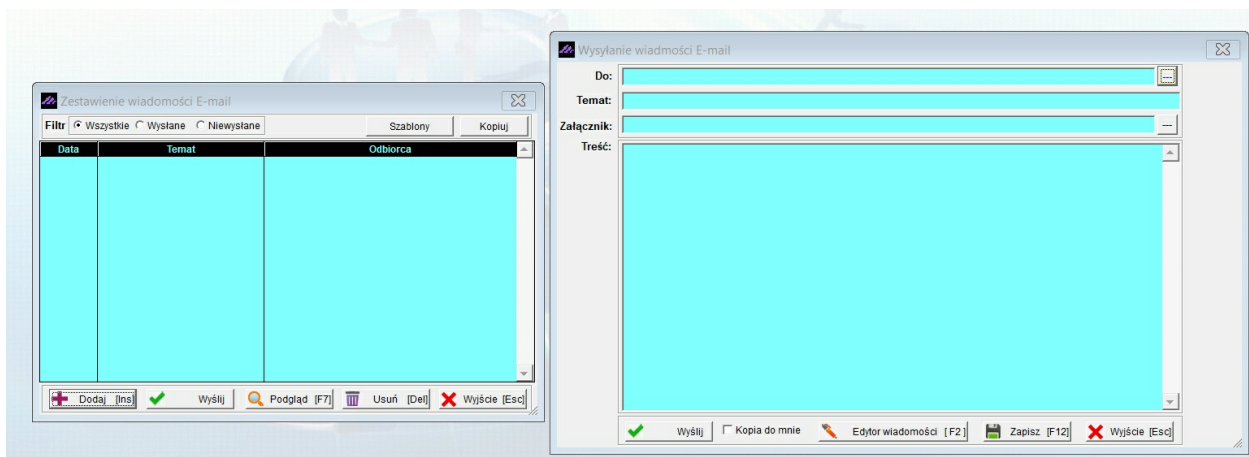 Zestawienie wiadomości E-mail
Filtr Wszystkie Wysłane Niewysłane Szablony Kopiuj
Data Temat Odbiorca
Dodaj [Ins] Wyślij Podgląd [F7] Usuń [Del] Wyjście [Esc]
Wysyłanie wiadmości E-mail
Do: ...
Temat:
Załącznik: ...
Treść:
Wyślij Kopia do mnie Edytor wiadomości [F2] Zapisz [F12] Wyjście [Esc]